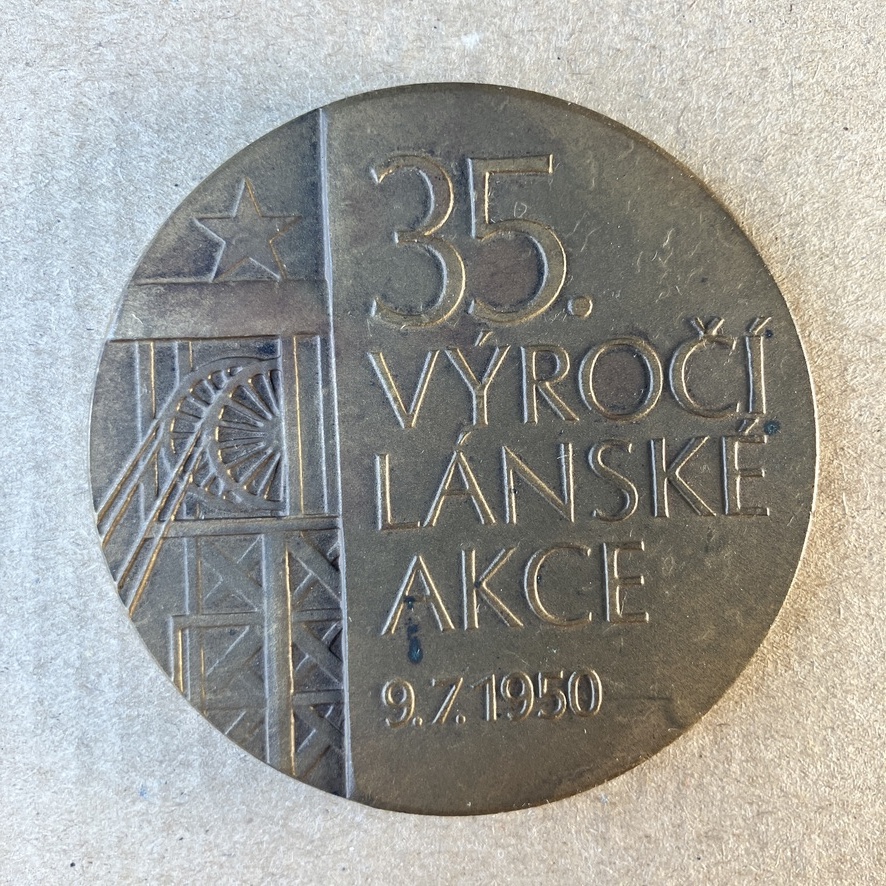 35.
VÝROČÍ
LÁNSKÉ
AKCE
9.7.1950